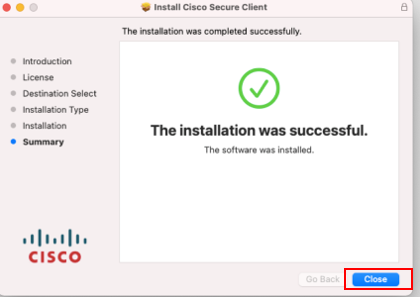 Install Cisco Secure Client
The installation was completed successfully.
Introduction
License
Destination Select
Installation Type
Installation
Summary
The installation was successful.
The software was installed.
CISCO
Go Back
Close